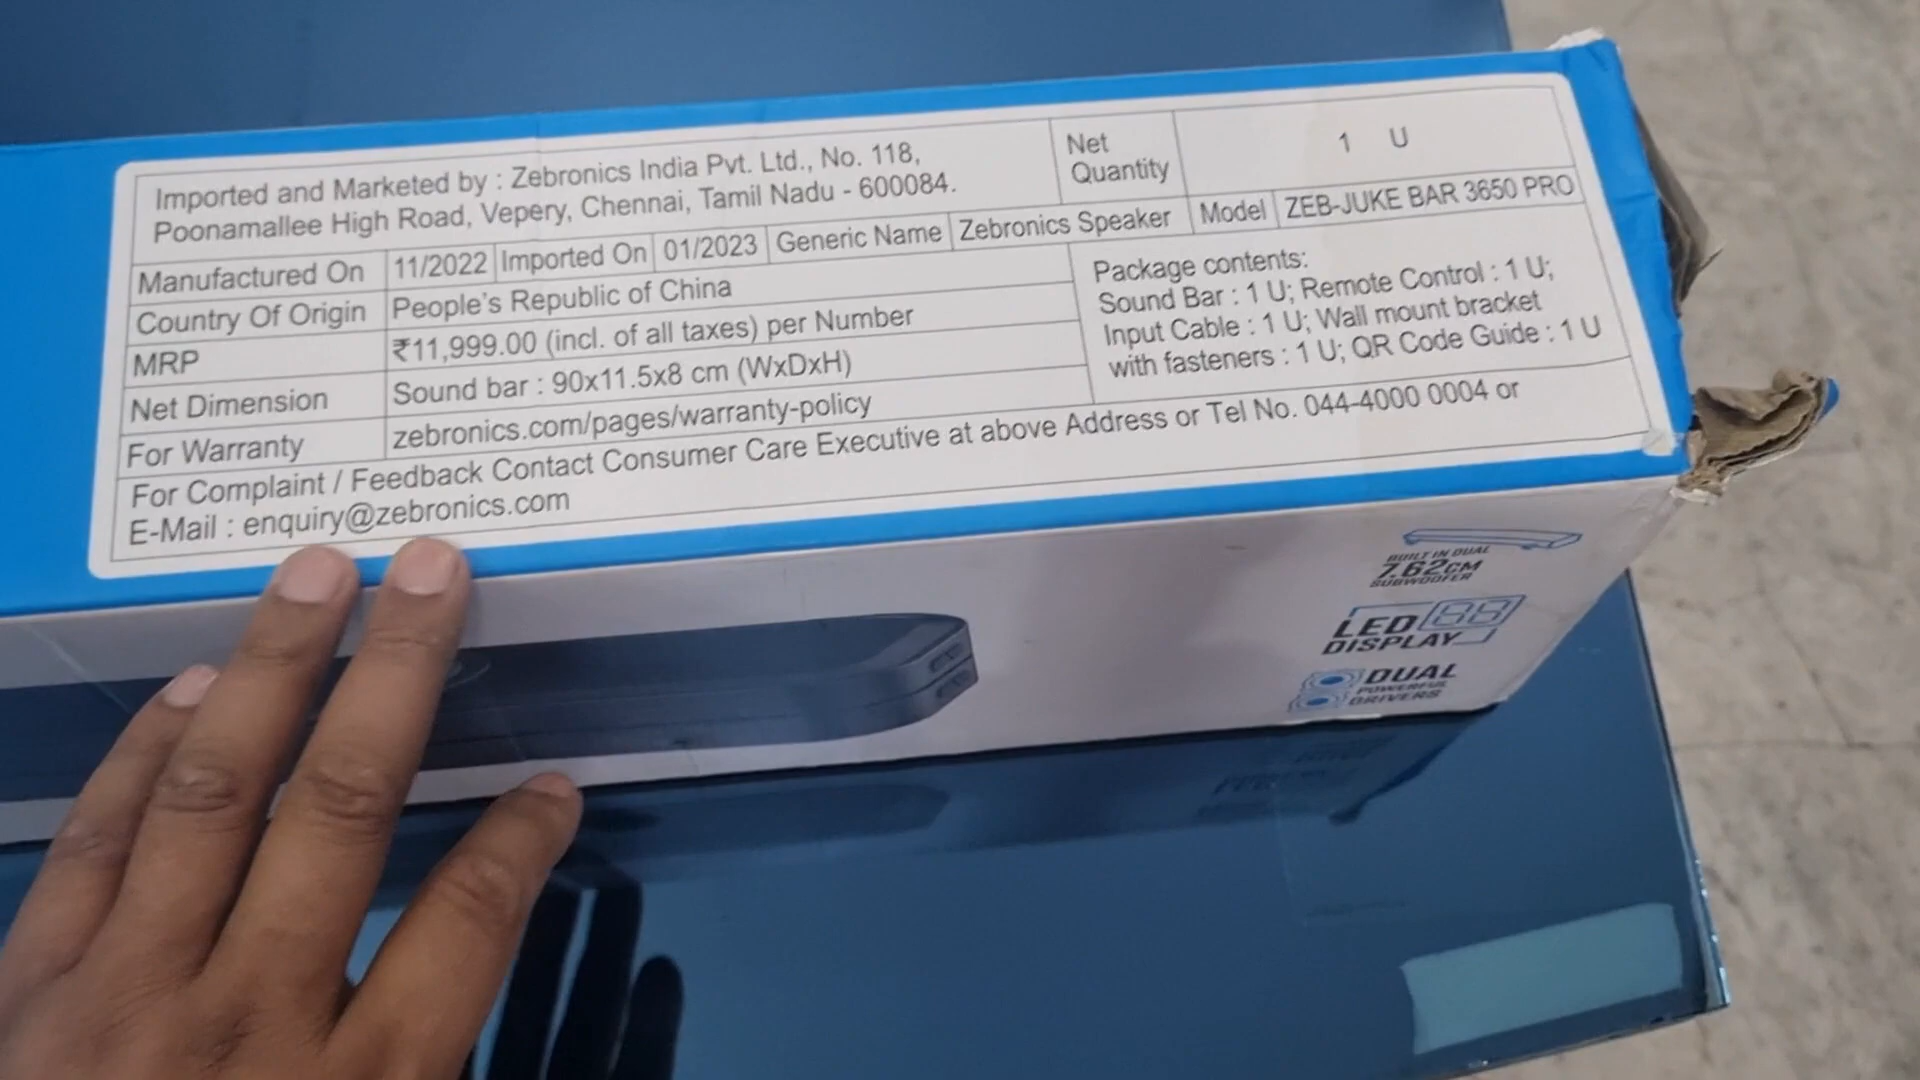 Imported and Marketed by : Zebronics India Pvt. Ltd., No. 118,
Poonamallee High Road, Vepery, Chennai, Tamil Nadu - 600084.
Net
Quantity
1 U
Manufactured On 11/2022 Imported On 01/2023 Generic Name Zebronics Speaker Model ZEB-JUKE BAR 3650 PRO
Country Of Origin People's Republic of China
MRP ₹11,999.00 (incl. of all taxes) per Number
Net Dimension Sound bar : 90x11.5x8 cm (WxDxH)
For Warranty zebronics.com/pages/warranty-policy
Package contents:
Sound Bar : 1 U; Remote Control : 1 U;
Input Cable : 1 U; Wall mount bracket
with fasteners : 1 U; QR Code Guide : 1 U
For Complaint / Feedback Contact Consumer Care Executive at above Address or Tel No. 044-4000 0004 or
E-Mail : enquiry@zebronics.com
BUILT IN DUAL
7.62CM
SUBWOOFER
LED 88
DISPLAY
DUAL
POWERFUL
DRIVERS